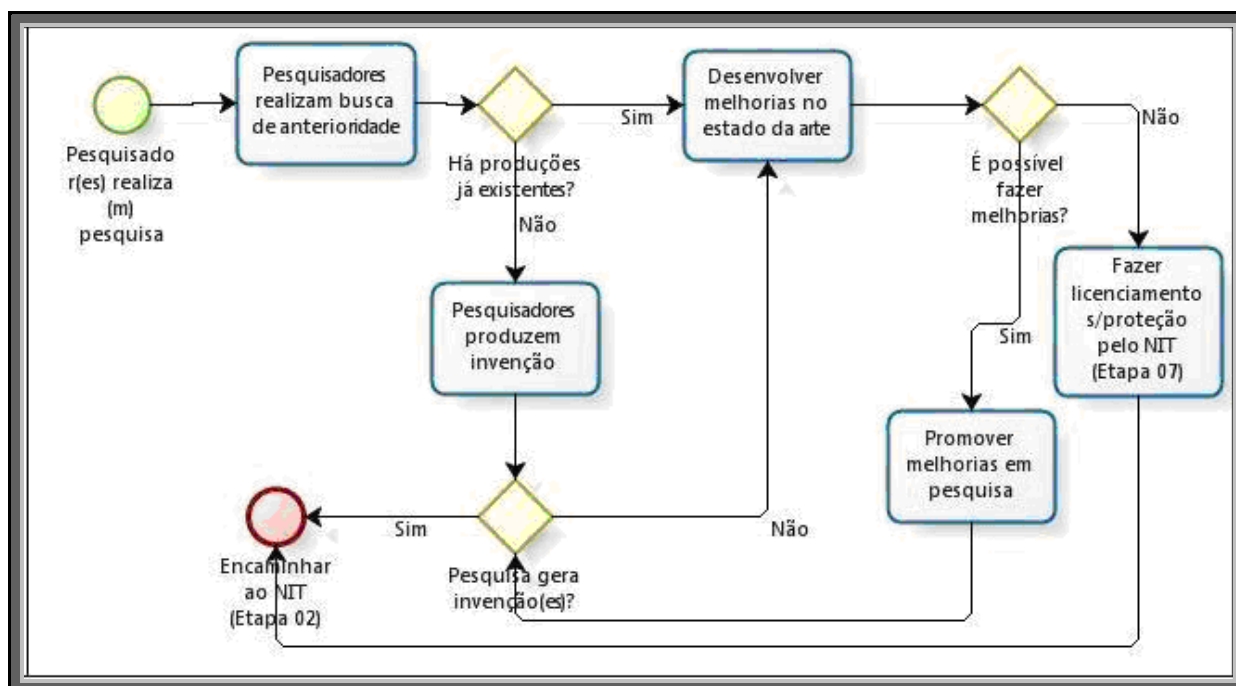 Pesquisado
r(es) realiza
(m)
pesquisa
Pesquisadores
realizam busca
de anterioridade
Há produções
já existentes?
Sim
Não
Desenvolver
melhorias no
estado da arte
É possível
fazer
melhorias?
Não
Sim
Fazer
licenciamento
s/proteção
pelo NIT
(Etapa 07)
Pesquisadores
produzem
invenção
Promover
melhorias em
pesquisa
Pesquisa gera
invenção(es)?
Sim
Não
Encaminhar
ao NIT
(Etapa 02)